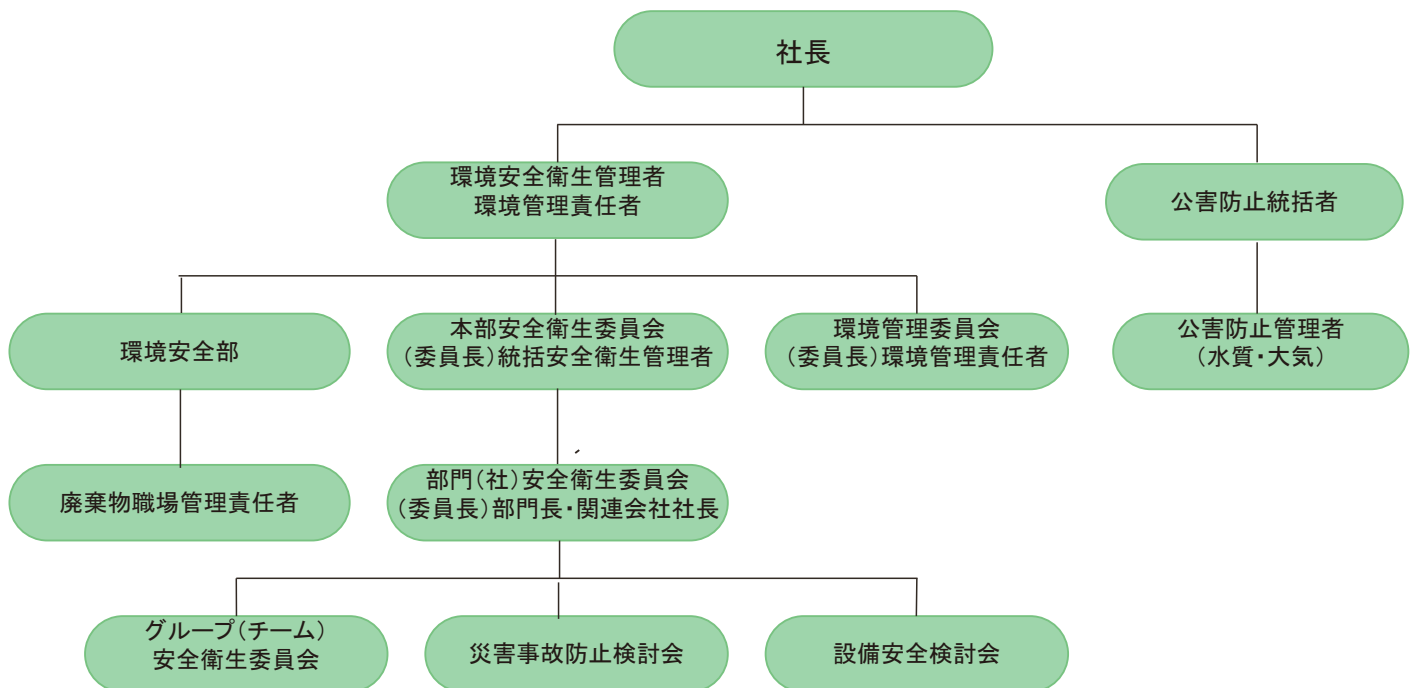 社長
環境安全衛生管理者
環境管理責任者
公害防止統括者
環境安全部
本部安全衛生委員会
（委員長）統括安全衛生管理者
環境管理委員会
（委員長）環境管理責任者
公害防止管理者
（水質・大気）
廃棄物職場管理責任者
部門（社）安全衛生委員会
（委員長）部門長・関連会社社長
グループ（チーム）
安全衛生委員会
災害事故防止検討会
設備安全検討会